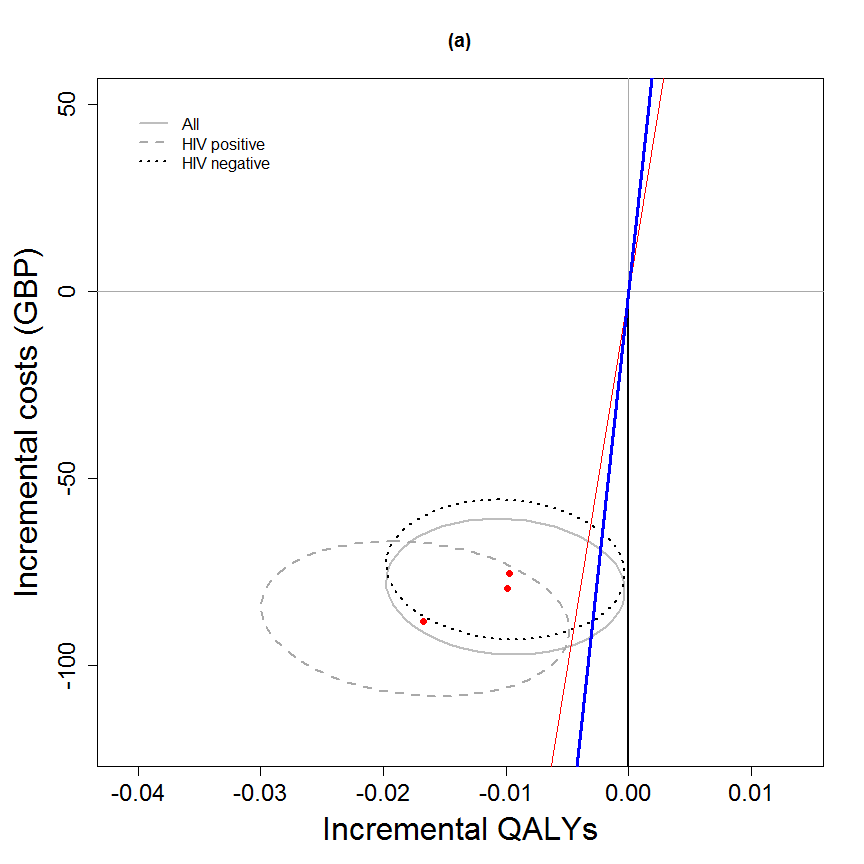 (a)
All
HIV positive
HIV negative
Incremental costs (GBP)
50
0
-50
-100
-0.04 -0.03 -0.02 -0.01 0.00 0.01
Incremental QALYs